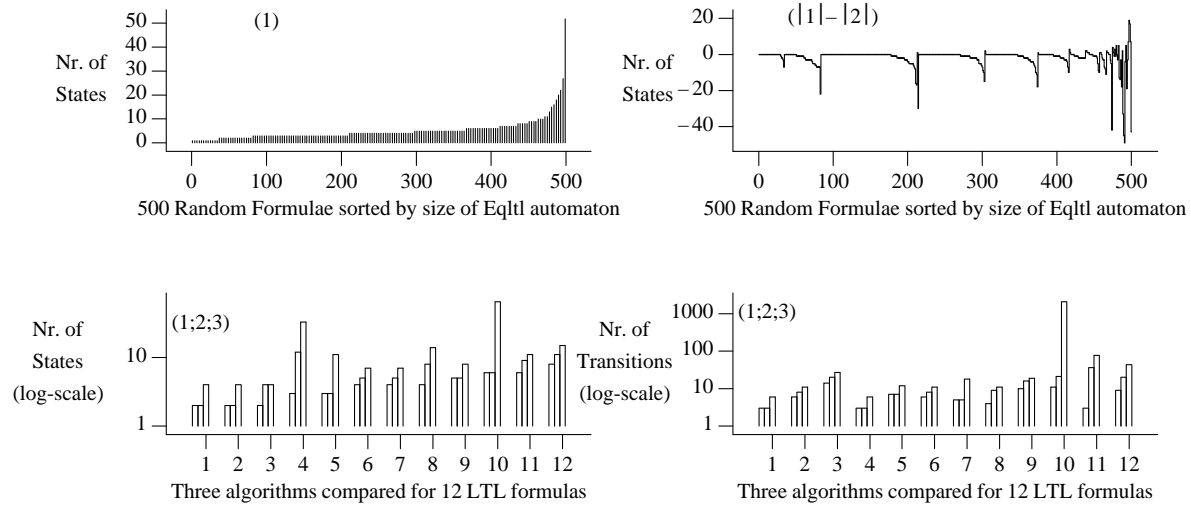 (1)
50
40
30
20
10
0
Nr. of
States
0 100 200 300 400 500
500 Random Formulae sorted by size of Eqltl automaton
(|1|−|2|)
20
0
−20
−40
Nr. of
States
0 100 200 300 400 500
500 Random Formulae sorted by size of Eqltl automaton
(1;2;3)
Nr. of
States
(log-scale)
10
1
1 2 3 4 5 6 7 8 9 10 11 12
Three algorithms compared for 12 LTL formulas
(1;2;3)
Nr. of
Transitions
(log-scale)
1000
100
10
1
1 2 3 4 5 6 7 8 9 10 11 12
Three algorithms compared for 12 LTL formulas